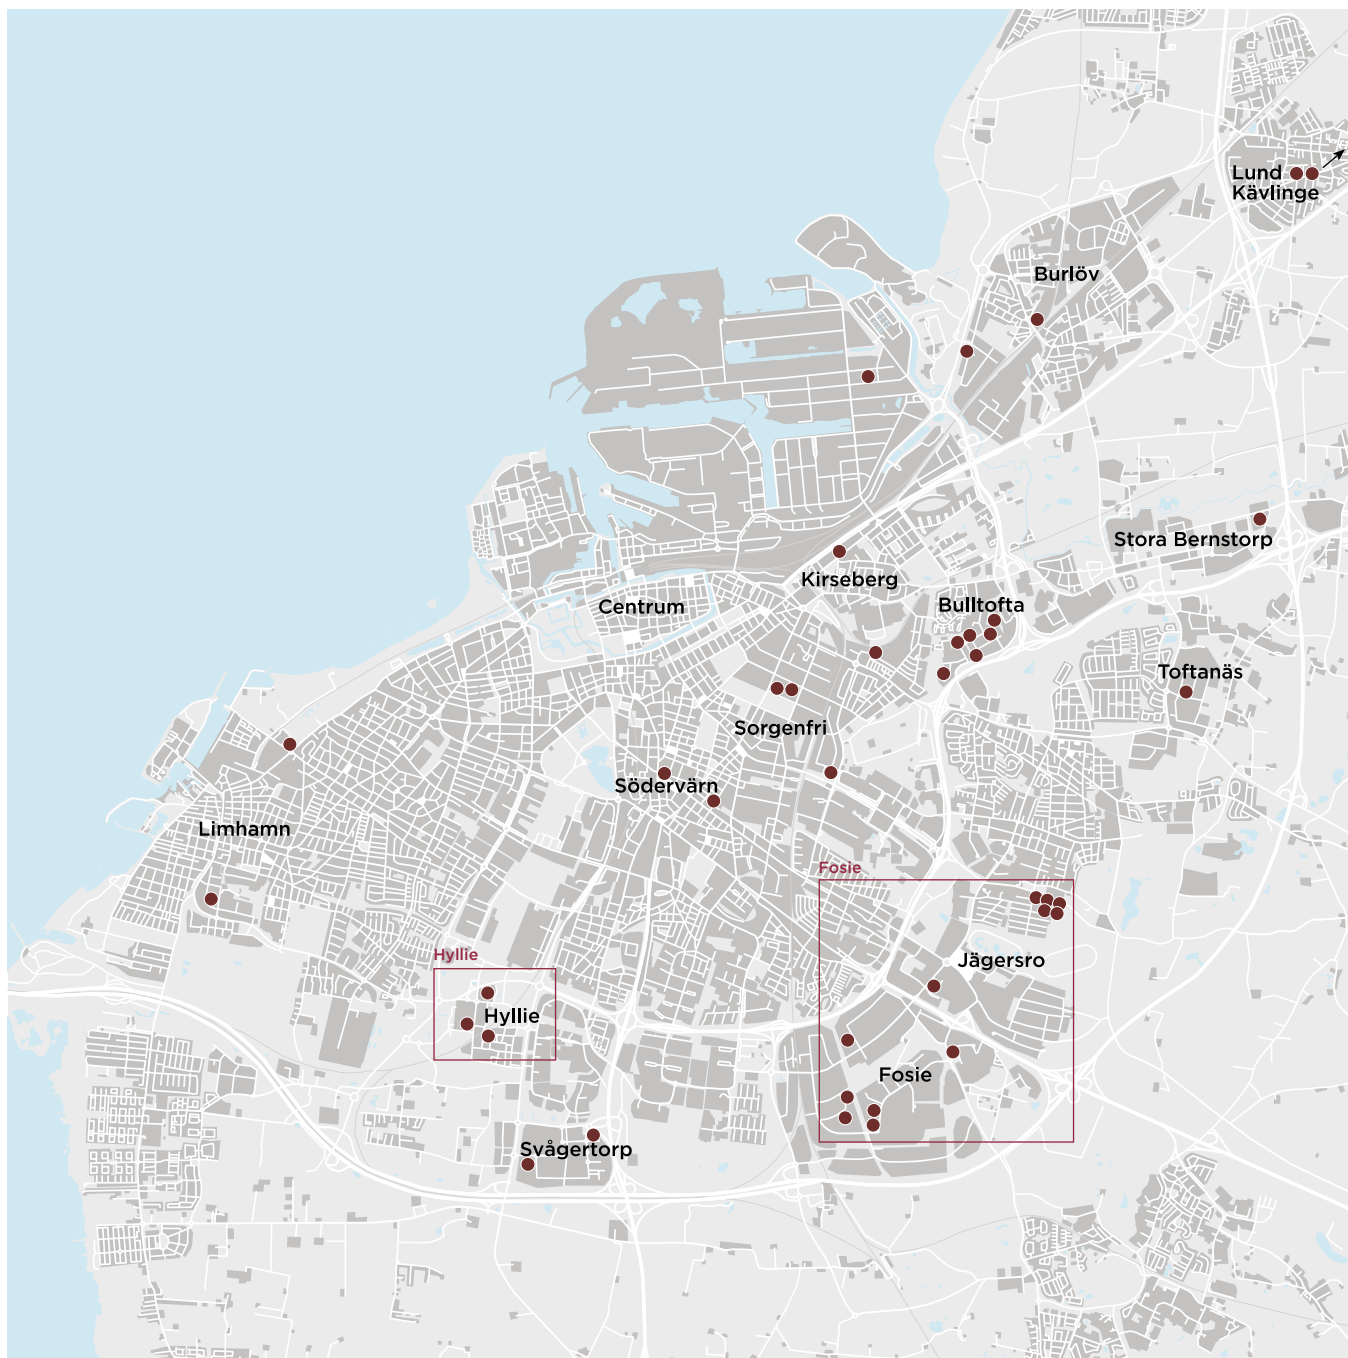 Lund
Kävlinge
Burlöv
Stora Bernstorp
Kirseberg
Centrum
Bulltofta
Toftanäs
Sorgenfri
Södervärn
Limhamn
Fosie
Hyllie
Jägersro
Hyllie
Fosie
Svågertorp